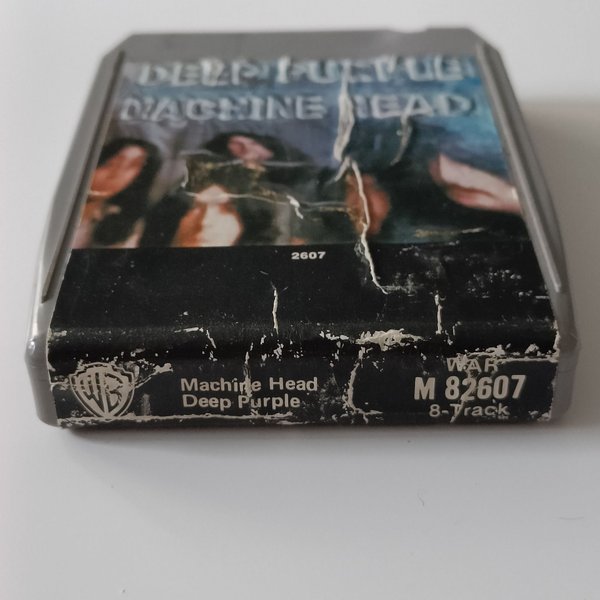 DEEP PURPLE
MACHINE HEAD
2607
WB
Machine Head
Deep Purple
WAR
M 82607
8-Track